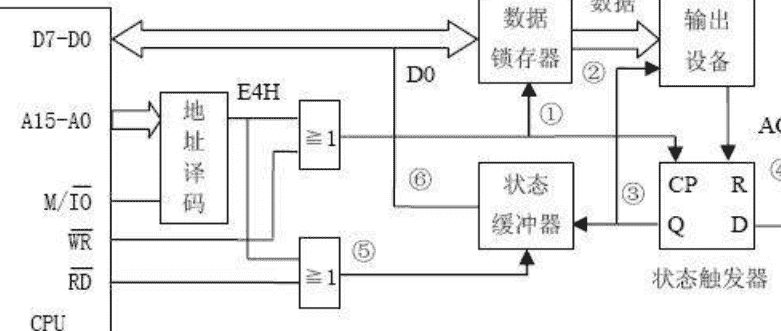 数据
D7-D0
数据
锁存器
②
输出
设备
D0
E4H
A15-A0
地
址
译
码
≧1
①
M/IO
⑥
状态
缓冲器
③
CP R
Q D
④
WR
RD
≧1
⑤
状态触发器
CPU